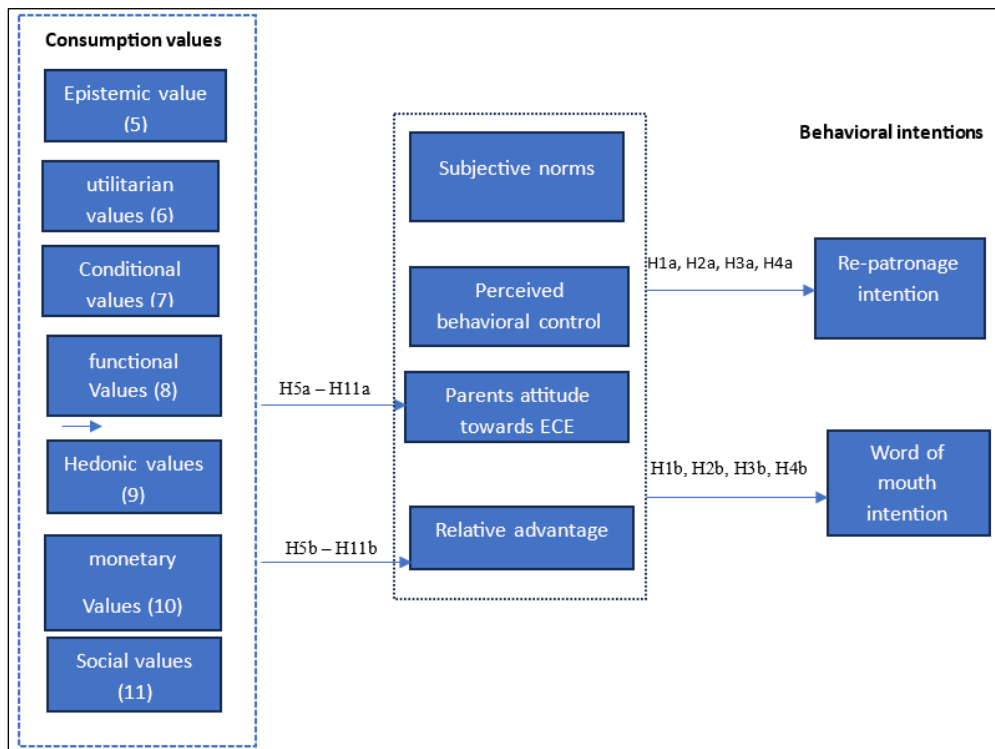 Consumption values
Epistemic value
(5)
utilitarian
values (6)
Conditional
values (7)
functional
Values (8)
Hedonic values
(9)
monetary
Values (10)
Social values
(11)
H5a – H11a
H5b – H11b
Subjective norms
Perceived
behavioral control
Parents attitude
towards ECE
Relative advantage
H1a, H2a, H3a, H4a
H1b, H2b, H3b, H4b
Behavioral intentions
Re-patronage
intention
Word of
mouth
intention